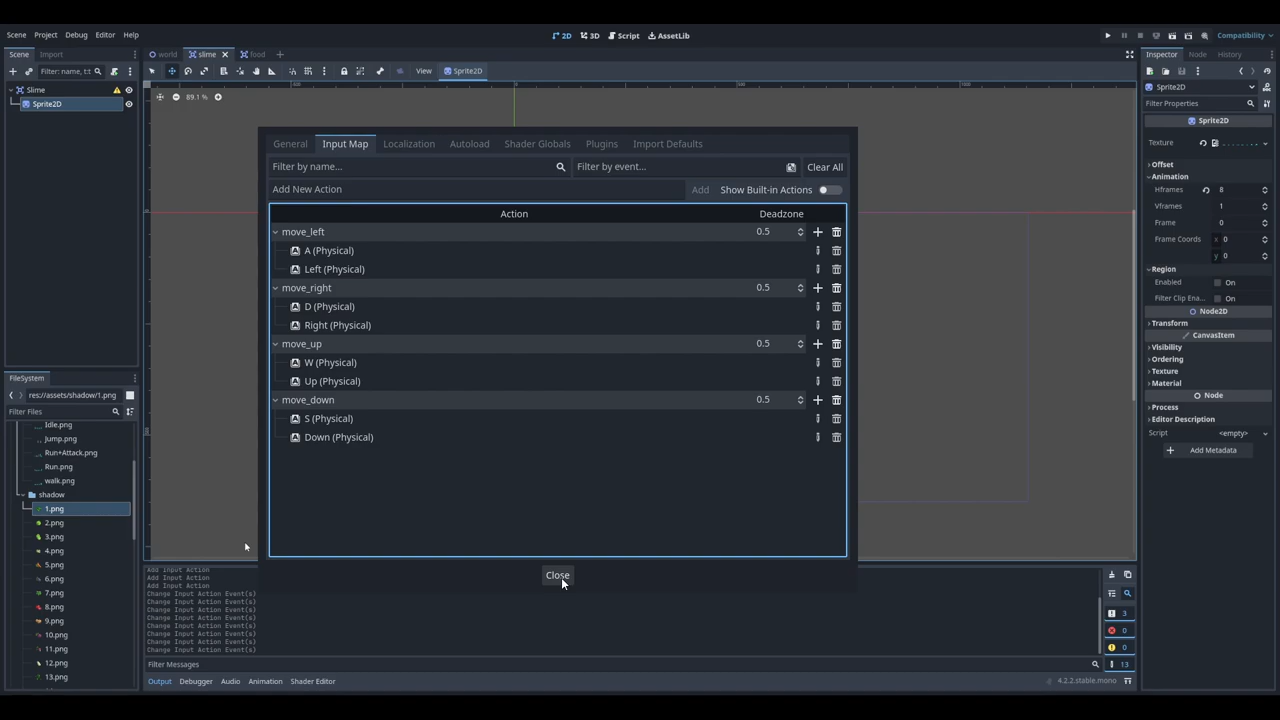 Scene Project Debug Editor Help
2D 3D Script AssetLib
Compatibility
Scene Import
world slime food
Inspector Node History
Filter: name, t:t
View Sprite2D
Slime
Sprite2D
89.1 %
Sprite2D
Filter Properties
Sprite2D
Texture
Offset
Animation
Hframes 8
Vframes 1
Frame 0
Frame Coords x 0
y 0
Region
Enabled On
Filter Clip Ena... On
Node2D
Transform
CanvasItem
Visibility
Ordering
Texture
Material
Node
Process
Editor Description
Script <empty>
Add Metadata
General Input Map Localization Autoload Shader Globals Plugins Import Defaults
Filter by name... Filter by event... Clear All
Add New Action Add Show Built-in Actions
Action Deadzone
move_left 0.5
A (Physical)
Left (Physical)
move_right 0.5
D (Physical)
Right (Physical)
move_up 0.5
W (Physical)
Up (Physical)
move_down 0.5
S (Physical)
Down (Physical)
Close
FileSystem
res://assets/shadow/1.png
Filter Files
Idle.png
Jump.png
Run+Attack.png
Run.png
walk.png
shadow
1.png
2.png
3.png
4.png
5.png
6.png
7.png
8.png
9.png
10.png
11.png
12.png
13.png
Add Input Action
Add Input Action
Add Input Action
Change Input Action Event(s)
Change Input Action Event(s)
Change Input Action Event(s)
Change Input Action Event(s)
Change Input Action Event(s)
Change Input Action Event(s)
Change Input Action Event(s)
Change Input Action Event(s)
3
0
0
13
Filter Messages
Output Debugger Audio Animation Shader Editor
4.2.2.stable.mono